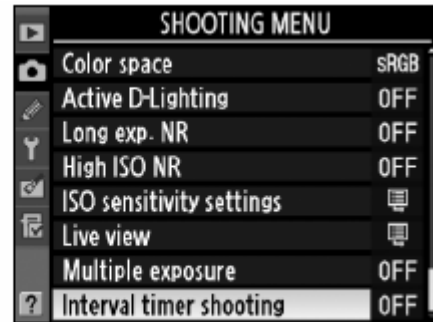 SHOOTING MENU
Color space sRGB
Active D-Lighting OFF
Long exp. NR OFF
High ISO NR OFF
ISO sensitivity settings
Live view
Multiple exposure OFF
? Interval timer shooting OFF